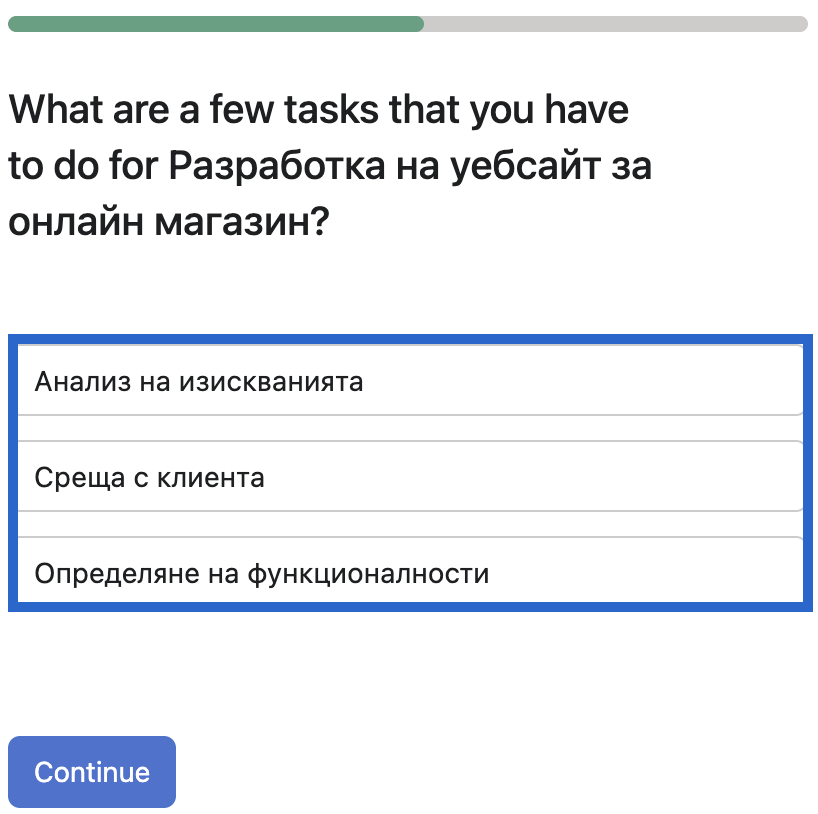 What are a few tasks that you have
to do for Разработка на уебсайт за
онлайн магазин?
Анализ на изискванията
Среща с клиента
Определяне на функционалности
Continue